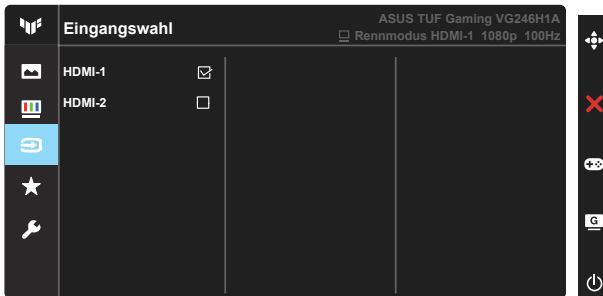 Eingangswahl
ASUS TUF Gaming VG246H1A
Rennmodus HDMI-1 1080p 100Hz
HDMI-1
HDMI-2
G